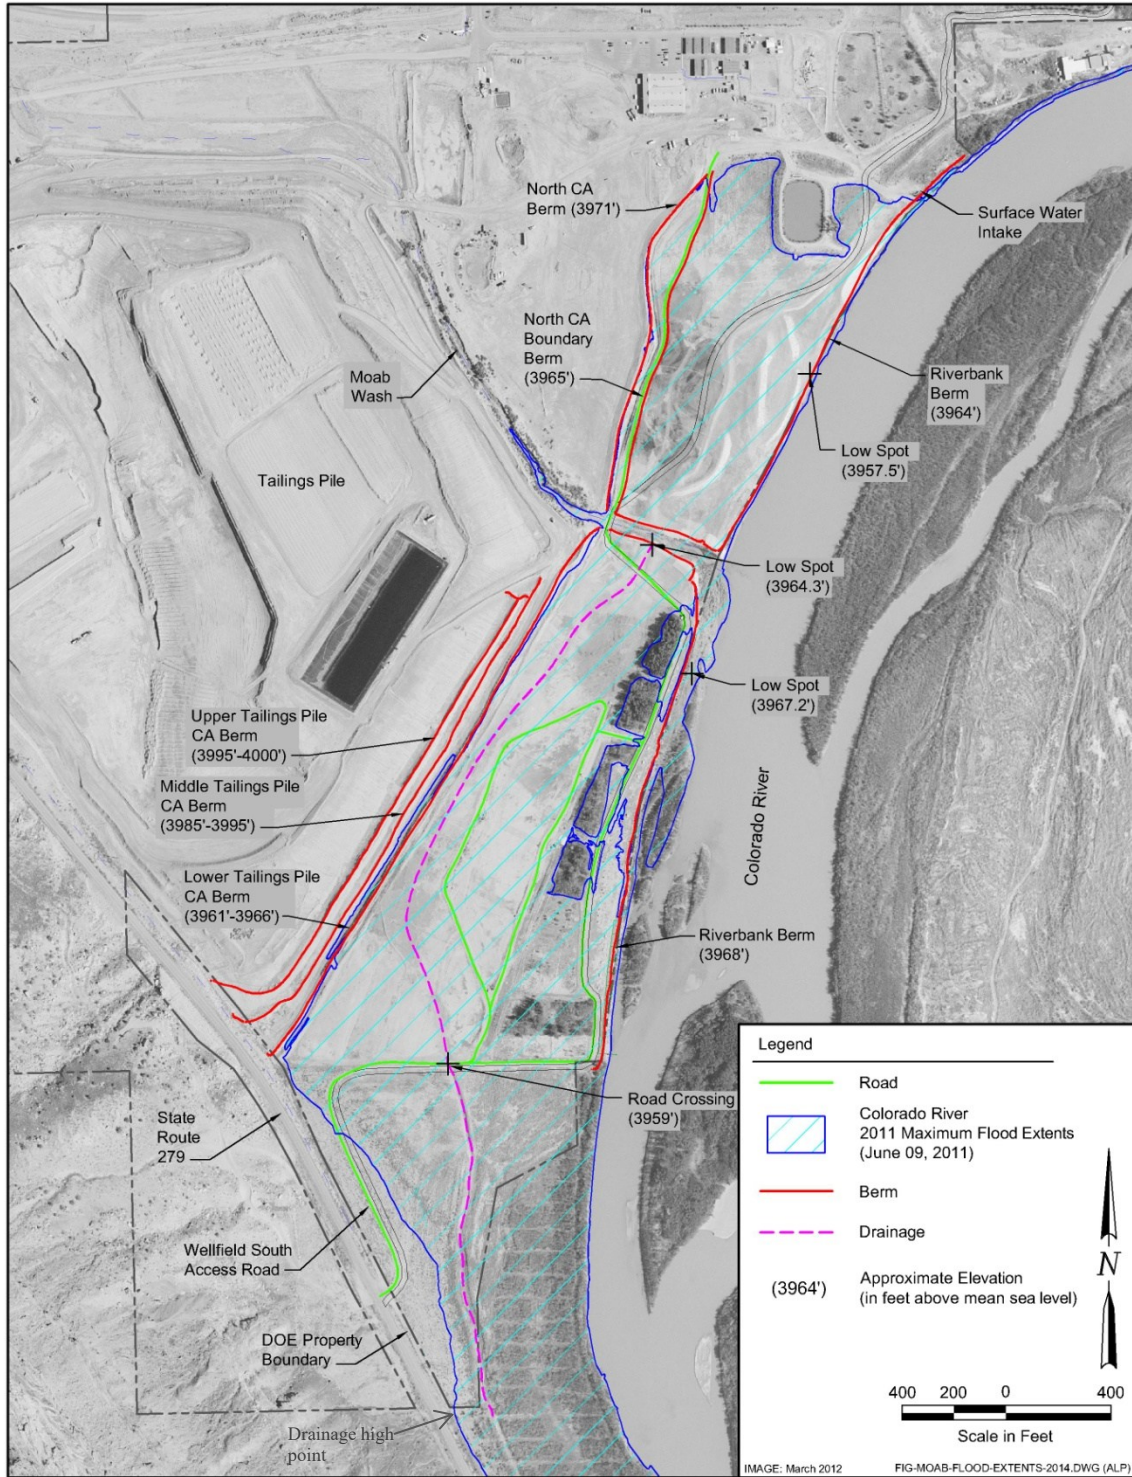 North CA
Berm (3971')
Surface Water
Intake
North CA
Boundary
Berm
(3965')
Moab
Wash
Riverbank
Berm
(3964')
Low Spot
(3957.5')
Tailings Pile
Low Spot
(3964.3')
Low Spot
(3967.2')
Upper Tailings Pile
CA Berm
(3995'-4000')
Middle Tailings Pile
CA Berm
(3985'-3995')
Colorado River
Lower Tailings Pile
CA Berm
(3961'-3966')
Riverbank Berm
(3968')
Road Crossing
(3959')
State
Route
279
Wellfield South
Access Road
DOE Property
Boundary
Drainage high
point
Legend
Road
Colorado River
2011 Maximum Flood Extents
(June 09, 2011)
Berm
Drainage
(3964') Approximate Elevation
(in feet above mean sea level)
N
400 200 0 400
Scale in Feet
IMAGE: March 2012 FIG-MOAB-FLOOD-EXTENTS-2014.DWG (ALP)